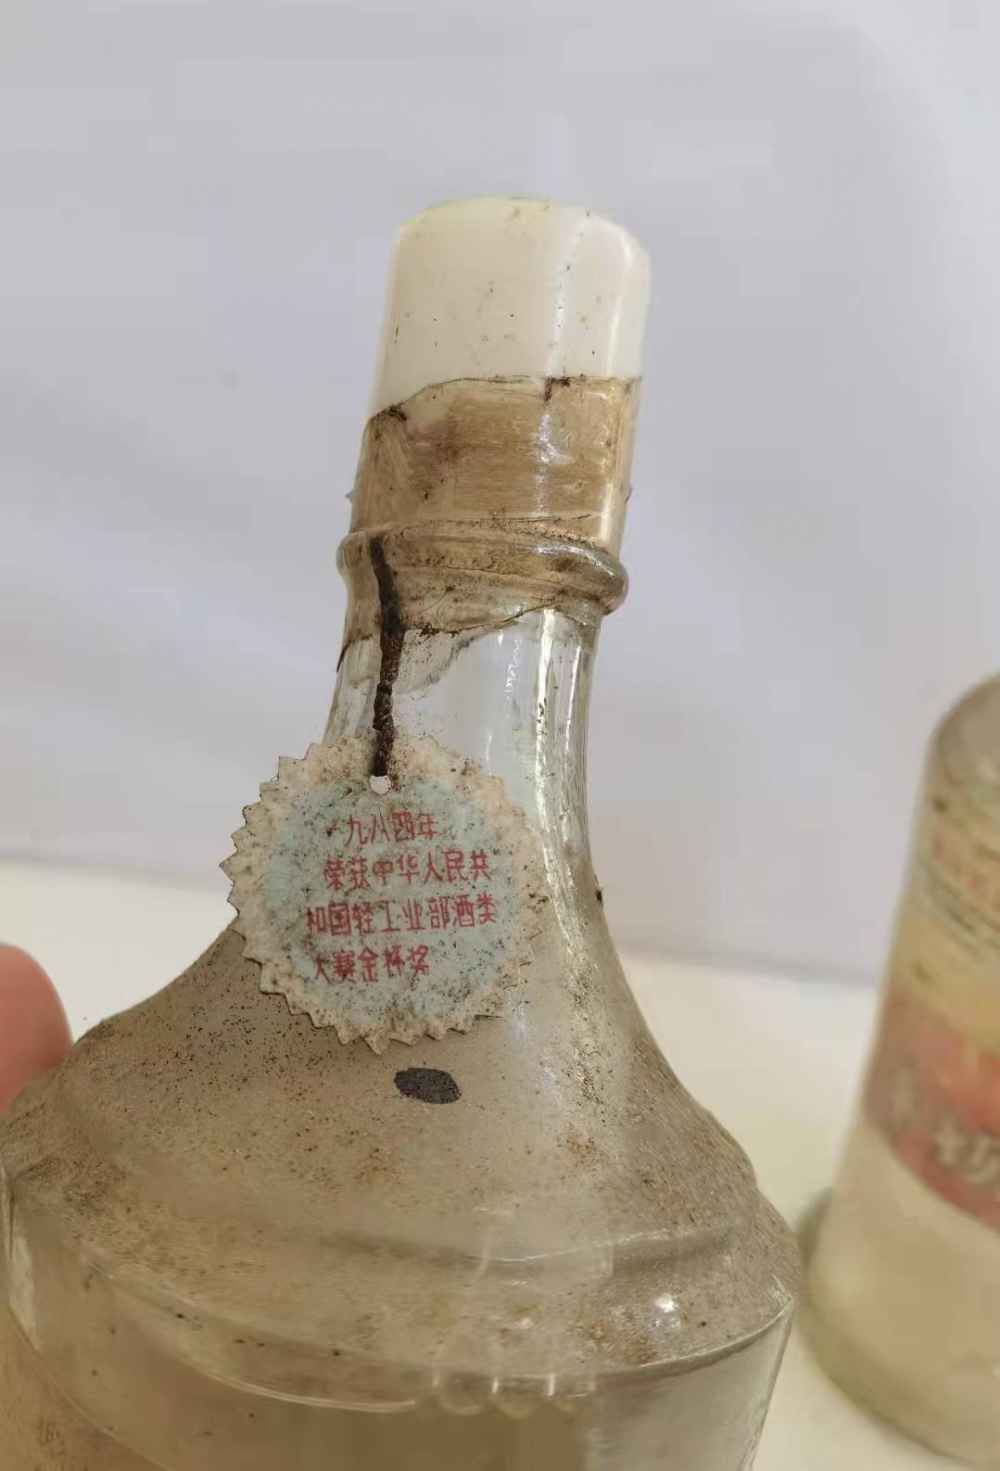 一九八四年
荣获中华人民共
和国轻工业部酒类
大赛金杯奖